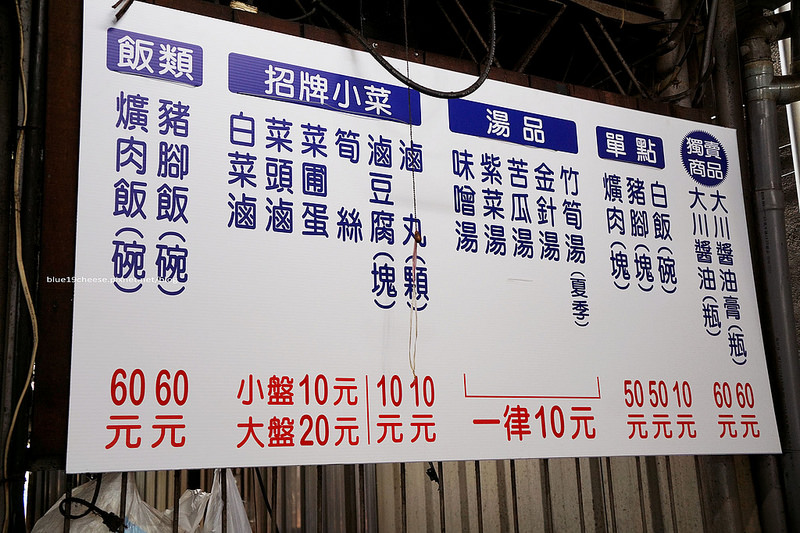 飯類
爌肉飯(碗)
豬腳飯(碗)
60元
60元
招牌小菜
白菜滷
菜頭滷
菜圃蛋
筍絲
滷豆腐(塊)
滷丸(顆)
小盤10元
大盤20元
10元
10元
湯品
味噌湯
紫菜湯
苦瓜湯
金針湯
竹筍湯(夏季)
一律10元
單點
爌肉(塊)
豬腳(塊)
白飯(碗)
50元
50元
10元
獨賣
商品
大川醬油(瓶)
大川醬油膏(瓶)
60元
60元